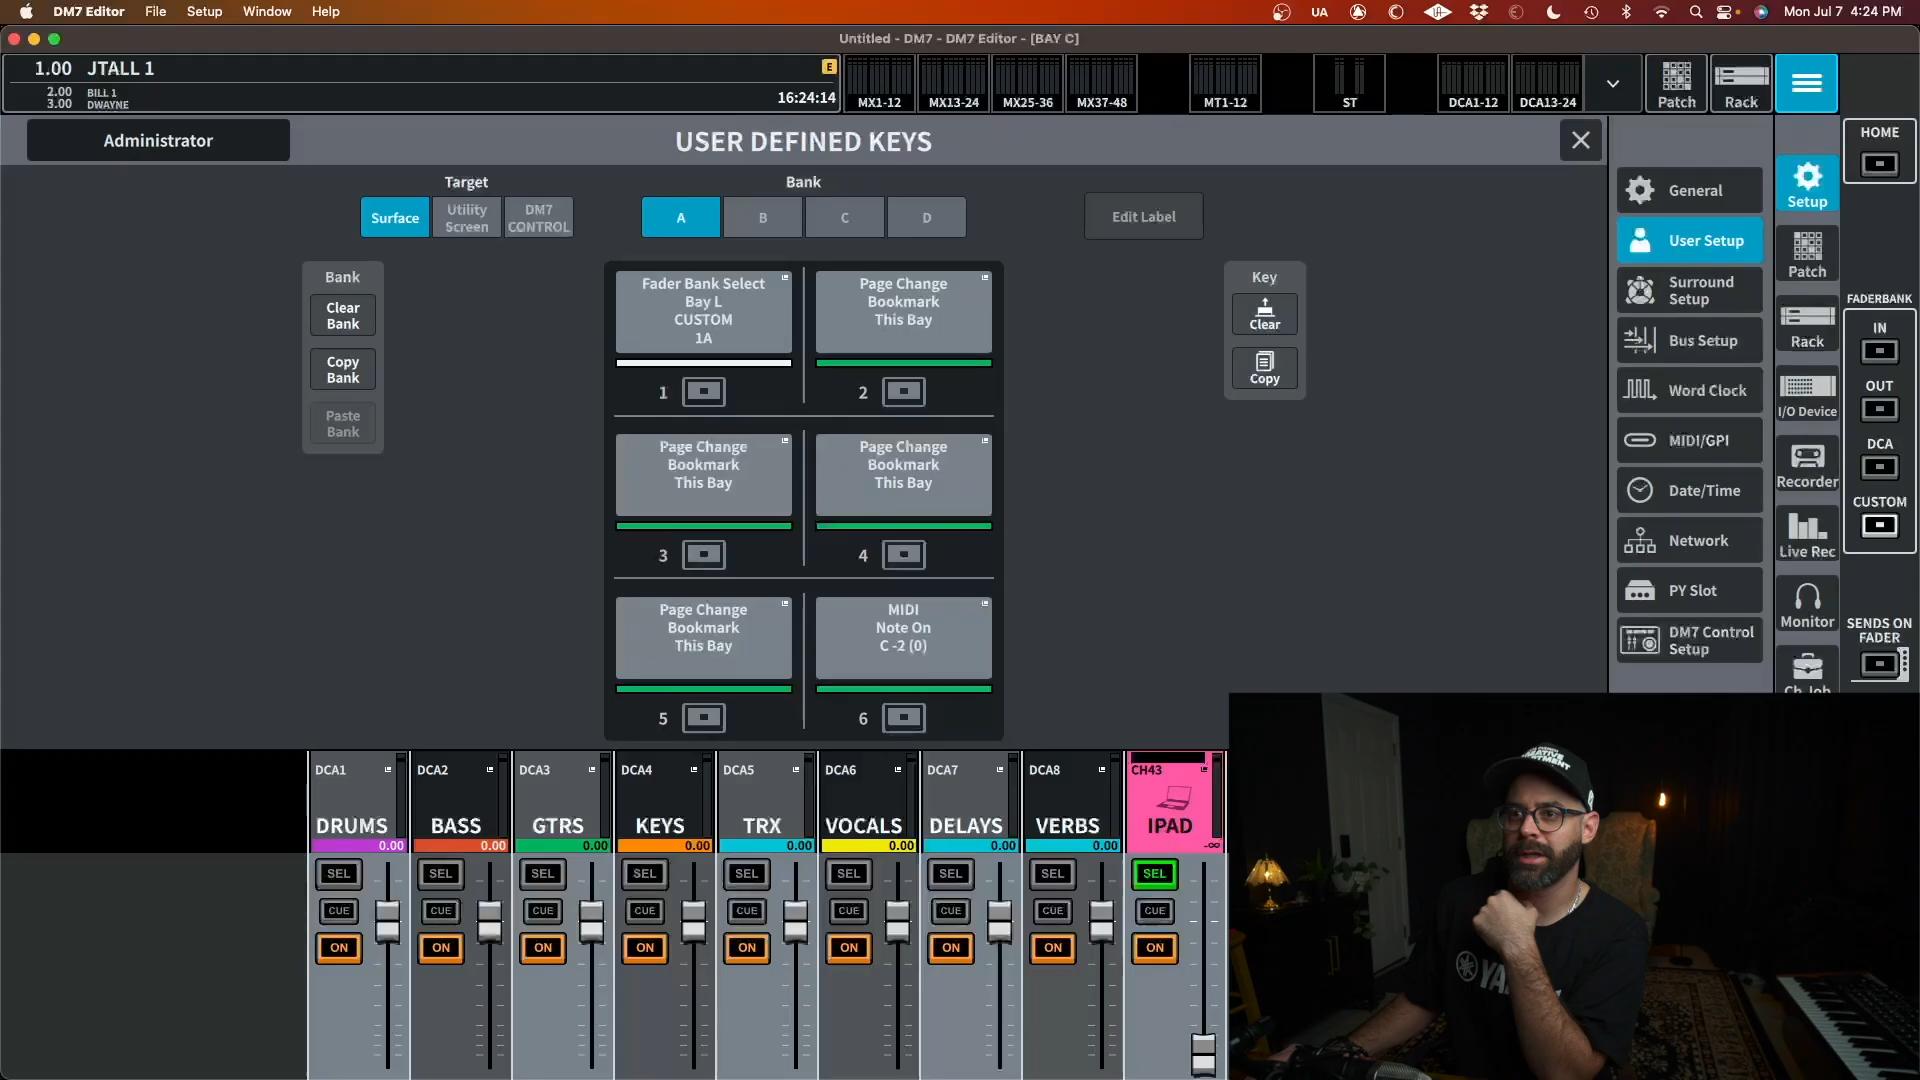 DM7 Editor File Setup Window Help UA Mon Jul 7 4:24 PM
Untitled - DM7 - DM7 Editor - [BAY C]
1.00 JTALL 1 E
2.00 BILL 1
3.00 DWAYNE
16:24:14
MX1-12 MX13-24 MX25-36 MX37-48 MT1-12 ST DCA1-12 DCA13-24 Patch Rack
Administrator
USER DEFINED KEYS
Target
Surface
Utility
Screen
DM7
CONTROL
Bank
A B C D
Edit Label
Bank
Clear
Bank
Copy
Bank
Paste
Bank
Fader Bank Select
Bay L
CUSTOM
1A
1
Page Change
Bookmark
This Bay
2
Page Change
Bookmark
This Bay
3
Page Change
Bookmark
This Bay
4
Page Change
Bookmark
This Bay
5
MIDI
Note On
C -2 (0)
6
Key
Clear
Copy
General
User Setup
Surround
Setup
Bus Setup
Word Clock
MIDI/GPI
Date/Time
Network
PY Slot
DM7 Control
Setup
Setup
Patch
Rack
I/O Device
Recorder
Live Rec
Monitor
Ch Job
HOME
FADERBANK
IN
OUT
DCA
CUSTOM
SENDS ON
FADER
DCA1 DCA2 DCA3 DCA4 DCA5 DCA6 DCA7 DCA8 CH43
DRUMS BASS GTRS KEYS TRX VOCALS DELAYS VERBS IPAD
0.00 0.00 0.00 0.00 0.00 0.00 0.00 0.00 -∞
SEL SEL SEL SEL SEL SEL SEL SEL SEL
CUE CUE CUE CUE CUE CUE CUE CUE CUE
ON ON ON ON ON ON ON ON ON